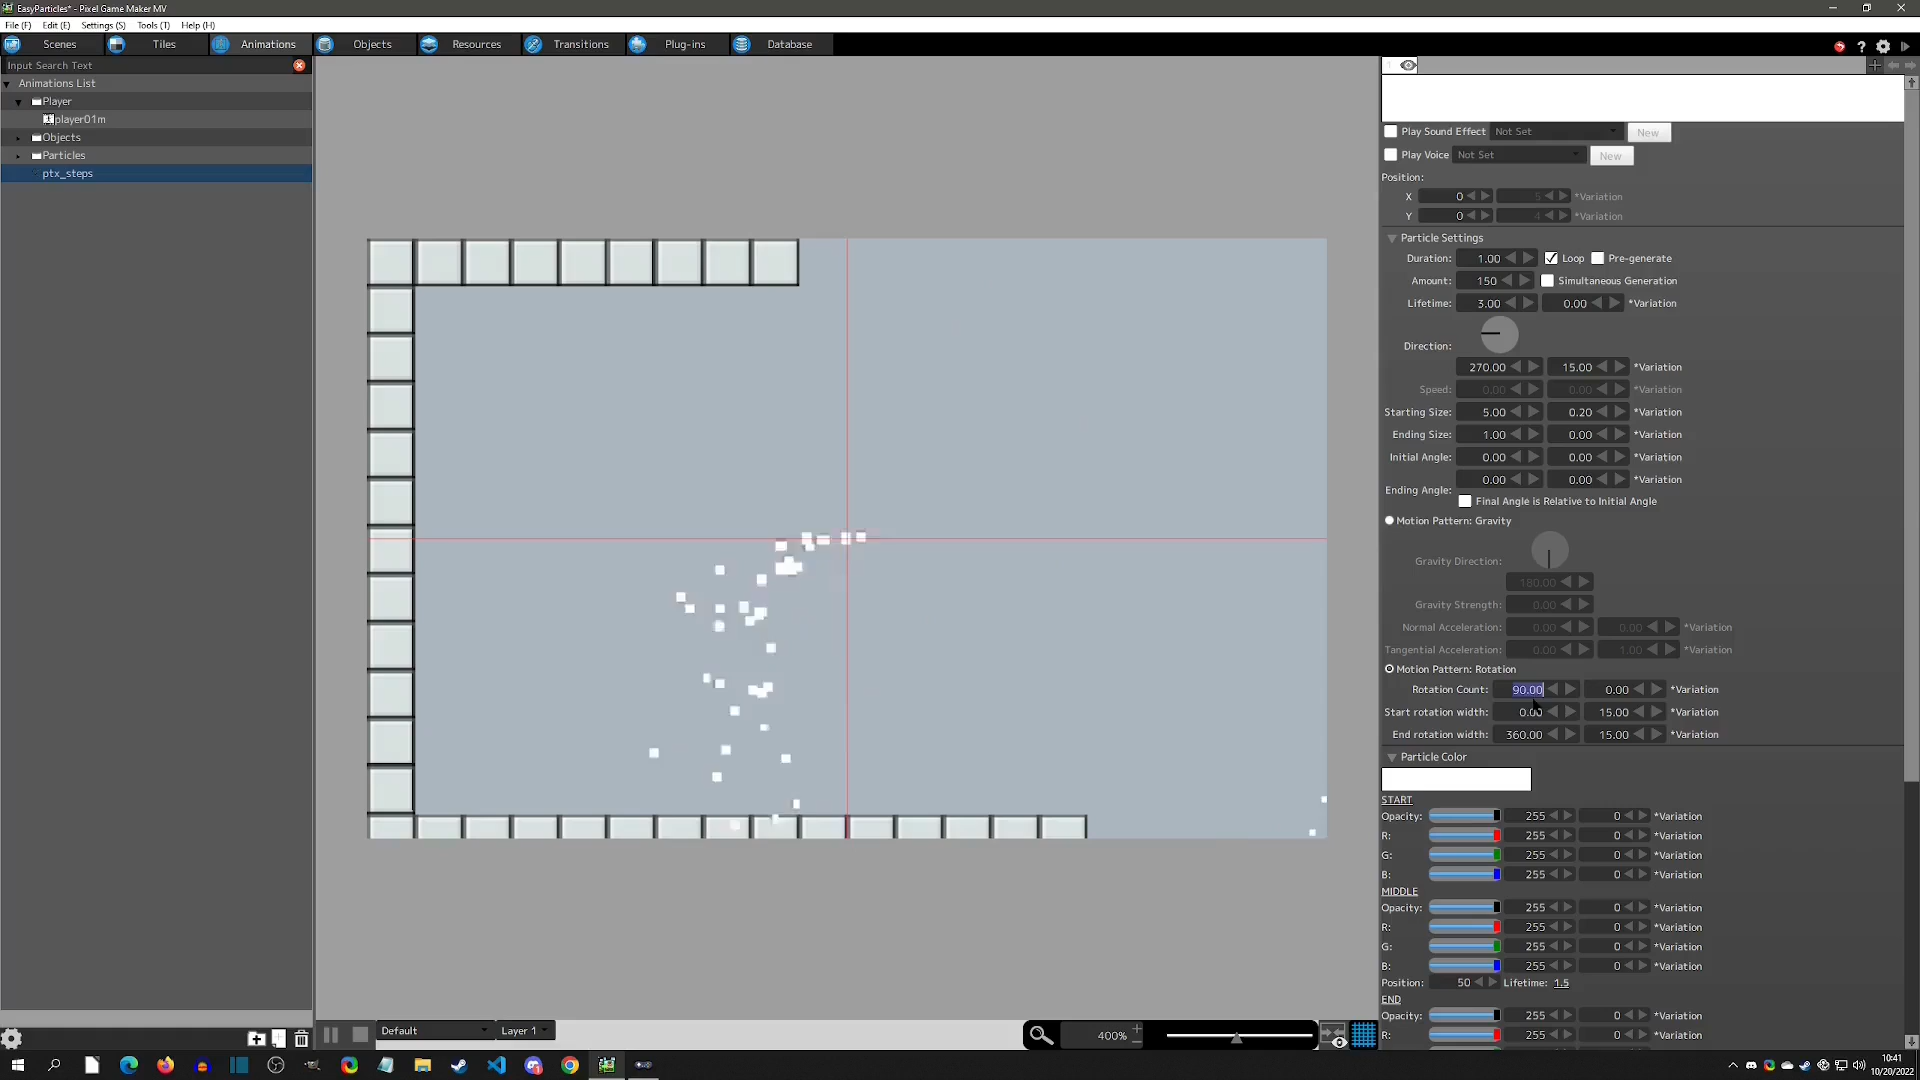 EasyParticles* - Pixel Game Maker MV
File (F) Edit (E) Settings (S) Tools (T) Help (H)
Scenes Tiles Animations Objects Resources Transitions Plug-ins Database
Input Search Text
Animations List
Player
player01m
Objects
Particles
ptx_steps
Play Sound Effect Not Set New
Play Voice Not Set New
Position:
X 0 5 *Variation
Y 0 4 *Variation
Particle Settings
Duration: 1.00 Loop Pre-generate
Amount: 150 Simultaneous Generation
Lifetime: 3.00 0.00 *Variation
Direction:
270.00 15.00 *Variation
Speed: 0.00 0.00 *Variation
Starting Size: 5.00 0.20 *Variation
Ending Size: 1.00 0.00 *Variation
Initial Angle: 0.00 0.00 *Variation
0.00 0.00 *Variation
Ending Angle:
Final Angle is Relative to Initial Angle
Motion Pattern: Gravity
Gravity Direction:
180.00
Gravity Strength: 0.00
Normal Acceleration: 0.00 0.00 *Variation
Tangential Acceleration: 0.00 1.00 *Variation
Motion Pattern: Rotation
Rotation Count: 90.00 0.00 *Variation
Start rotation width: 0.00 15.00 *Variation
End rotation width: 360.00 15.00 *Variation
Particle Color
START
Opacity: 255 0 *Variation
R: 255 0 *Variation
G: 255 0 *Variation
B: 255 0 *Variation
MIDDLE
Opacity: 255 0 *Variation
R: 255 0 *Variation
G: 255 0 *Variation
B: 255 0 *Variation
Position: 50 Lifetime: 1.5
END
Opacity: 255 0 *Variation
R: 255 0 *Variation
Default Layer 1 400%
10:41
10/20/2022